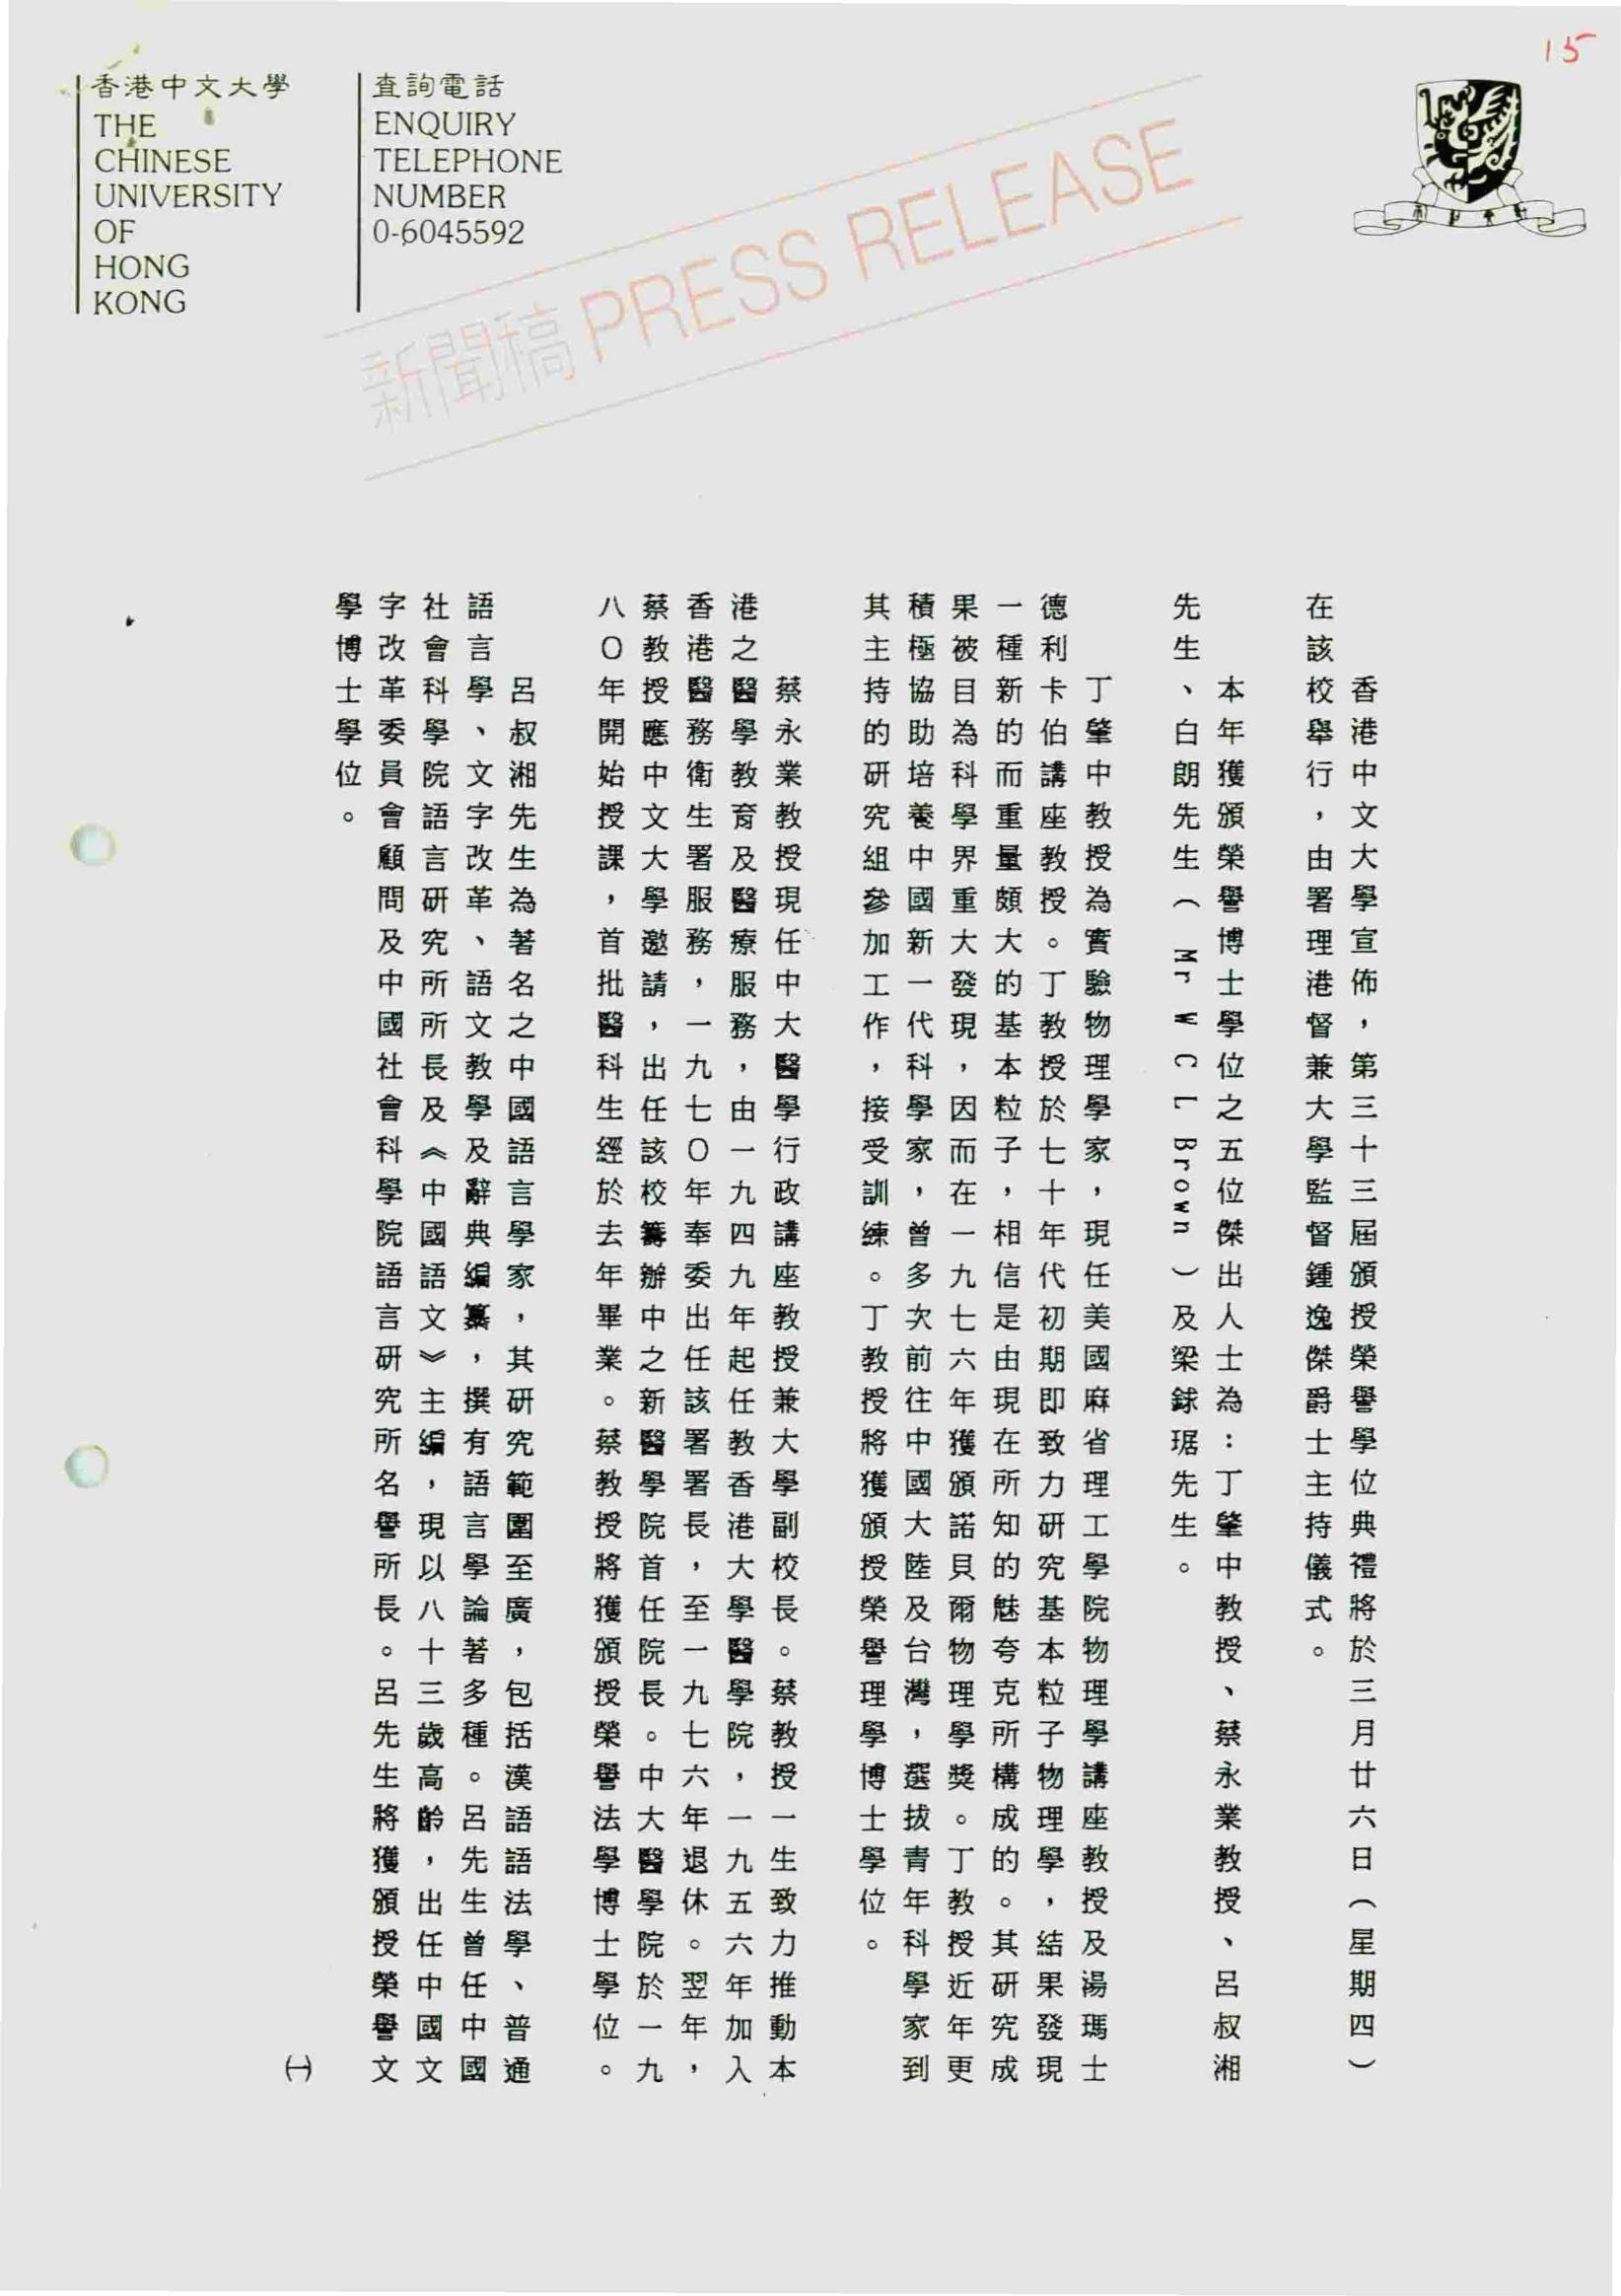 15
香港中文大學
THE
CHINESE
UNIVERSITY
OF
HONG
KONG
查詢電話
ENQUIRY
TELEPHONE
NUMBER
0-6045592
新聞稿 PRESS RELEASE
香港中文大學宣佈，第三十三屆頒授榮譽學位典禮將於三月廿六日（星期四）
在該校舉行，由署理港督兼大學監督鍾逸傑爵士主持儀式。
本年獲頒榮譽博士學位之五位傑出人士為：丁肇中教授、蔡永業教授、呂叔湘
先生、白朗先生（Mr W C L Brown）及梁銶琚先生。
丁肇中教授為實驗物理學家，現任美國麻省理工學院物理學講座教授及湯瑪士
德利卡伯講座教授。丁教授於七十年代初期即致力研究基本粒子物理學，結果發現
一種新的而重量頗大的基本粒子，相信是由現在所知的魅夸克所構成的。其研究成
果被目為科學界重大發現，因而在一九七六年獲頒諾貝爾物理學獎。丁教授近年更
積極協助培養中國新一代科學家，曾多次前往中國大陸及台灣，選拔青年科學家到
其主持的研究組參加工作，接受訓練。丁教授將獲頒授榮譽理學博士學位。
蔡永業教授現任中大醫學行政講座教授兼大學副校長。蔡教授一生致力推動本
港之醫學教育及醫療服務，由一九四九年起任教香港大學醫學院，一九五六年加入
香港醫務衛生署服務，一九七〇年奉委出任該署署長，至一九七六年退休。翌年，
蔡教授應中文大學邀請，出任該校籌辦中之新醫學院首任院長。中大醫學院於一九
八〇年開始授課，首批醫科生經於去年畢業。蔡教授將獲頒授榮譽法學博士學位。
呂叔湘先生為著名之中國語言學家，其研究範圍至廣，包括漢語語法學、普通
語言學、文字改革、語文教學及辭典編纂，撰有語言學論著多種。呂先生曾任中國
社會科學院語言研究所所長及《中國語文》主編，現以八十三歲高齡，出任中國文
字改革委員會顧問及中國社會科學院語言研究所名譽所長。呂先生將獲頒授榮譽文
學博士學位。
㈠